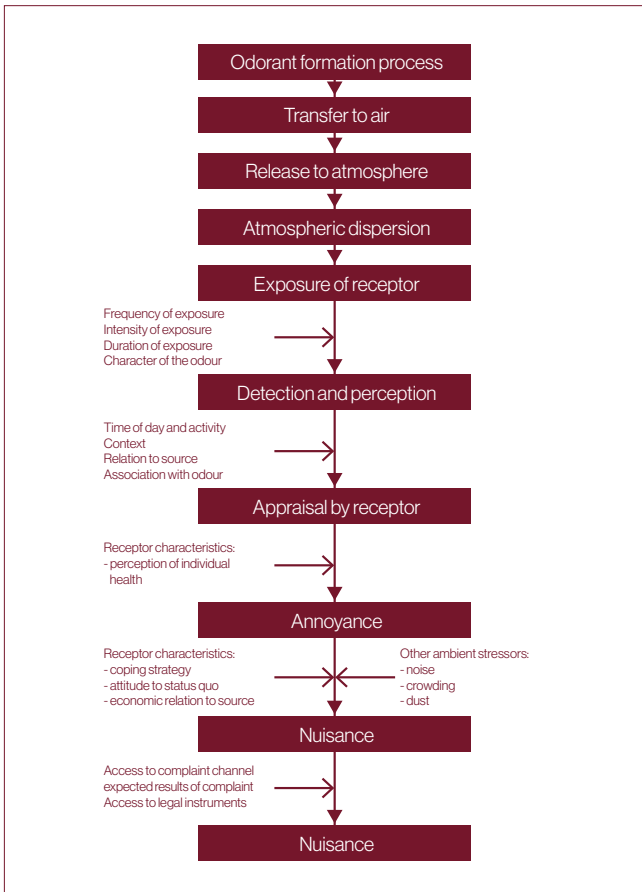 Odorant formation process
Transfer to air
Release to atmosphere
Atmospheric dispersion
Exposure of receptor
Frequency of exposure
Intensity of exposure
Duration of exposure
Character of the odour
Detection and perception
Time of day and activity
Context
Relation to source
Association with odour
Appraisal by receptor
Receptor characteristics:
- perception of individual
health
Annoyance
Receptor characteristics:
- coping strategy
- attitude to status quo
- economic relation to source
Other ambient stressors:
- noise
- crowding
- dust
Nuisance
Access to complaint channel
expected results of complaint
Access to legal instruments
Nuisance